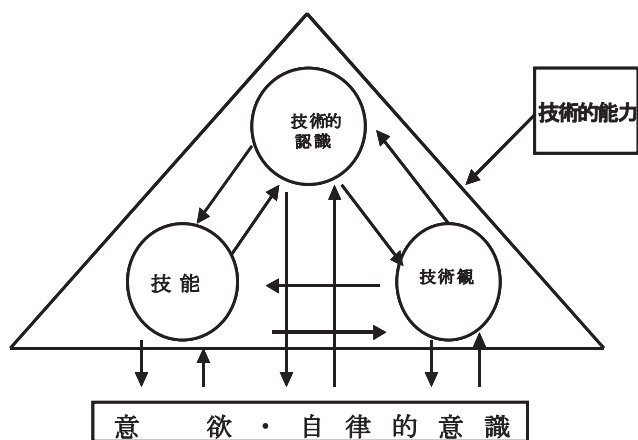 技術的
認識
技術的能力
技能
技術観
意欲・自律的意識